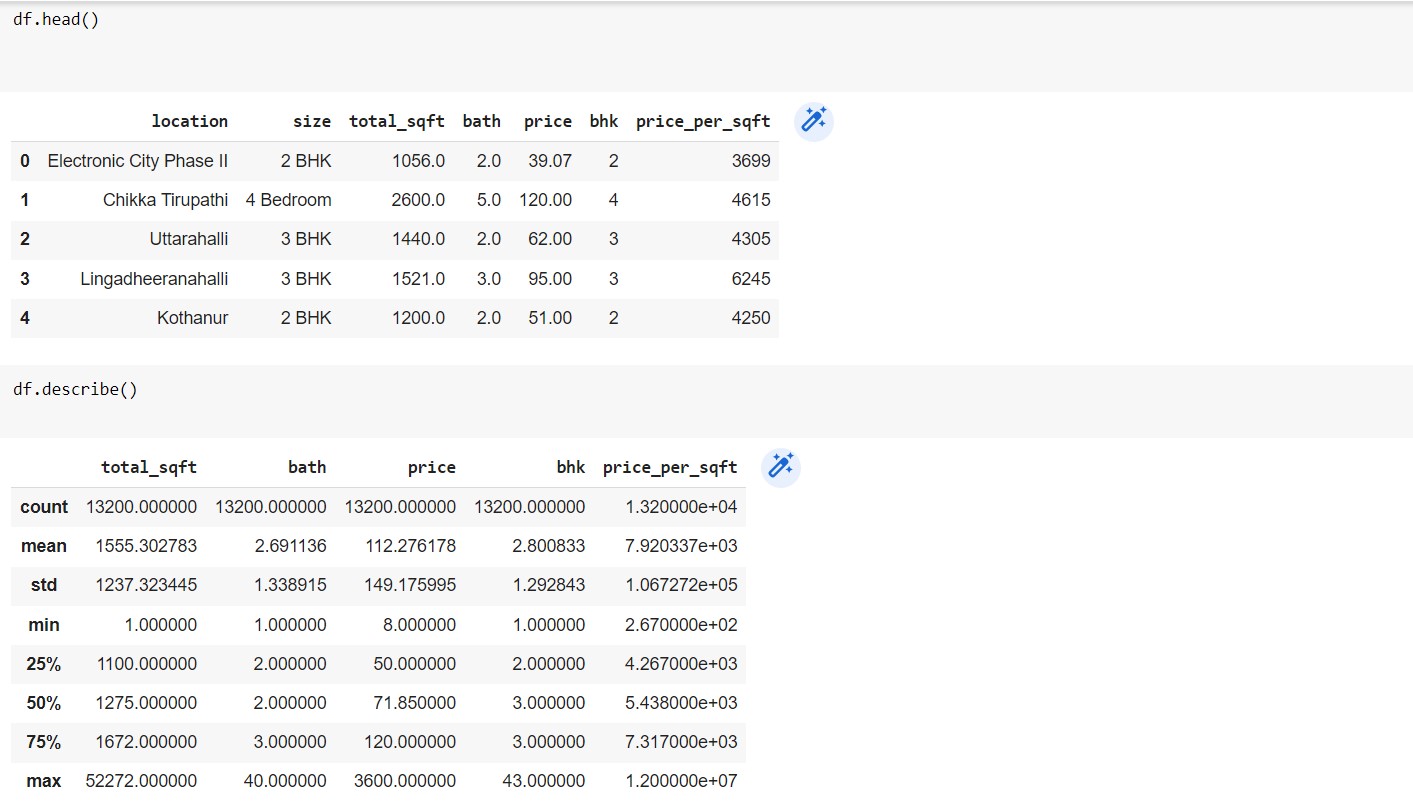 df.head()
location size total_sqft bath price bhk price_per_sqft
0 Electronic City Phase II 2 BHK 1056.0 2.0 39.07 2 3699
1 Chikka Tirupathi 4 Bedroom 2600.0 5.0 120.00 4 4615
2 Uttarahalli 3 BHK 1440.0 2.0 62.00 3 4305
3 Lingadheeranahalli 3 BHK 1521.0 3.0 95.00 3 6245
4 Kothanur 2 BHK 1200.0 2.0 51.00 2 4250
df.describe()
total_sqft bath price bhk price_per_sqft
count 13200.000000 13200.000000 13200.000000 13200.000000 1.320000e+04
mean 1555.302783 2.691136 112.276178 2.800833 7.920337e+03
std 1237.323445 1.338915 149.175995 1.292843 1.067272e+05
min 1.000000 1.000000 8.000000 1.000000 2.670000e+02
25% 1100.000000 2.000000 50.000000 2.000000 4.267000e+03
50% 1275.000000 2.000000 71.850000 3.000000 5.438000e+03
75% 1672.000000 3.000000 120.000000 3.000000 7.317000e+03
max 52272.000000 40.000000 3600.000000 43.000000 1.200000e+07